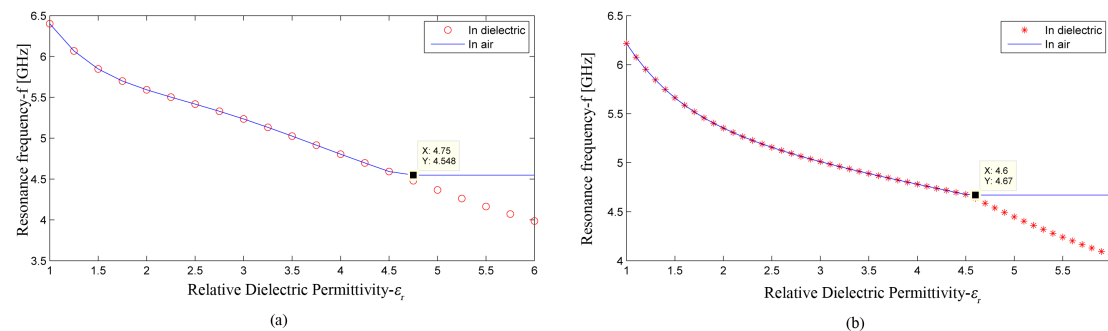 6.5
6
5.5
5
4.5
4
3.5
1
1.5
2
2.5
3
3.5
4
4.5
5
5.5
6
Resonance frequency-f [GHz]
Relative Dielectric Permittivity-εr
In dielectric
In air
X: 4.75
Y: 4.548
(a)
6.5
6
5.5
5
4.5
4
1
1.5
2
2.5
3
3.5
4
4.5
5
5.5
Resonance frequency-f [GHz]
Relative Dielectric Permittivity-εr
In dielectric
In air
X: 4.6
Y: 4.67
(b)